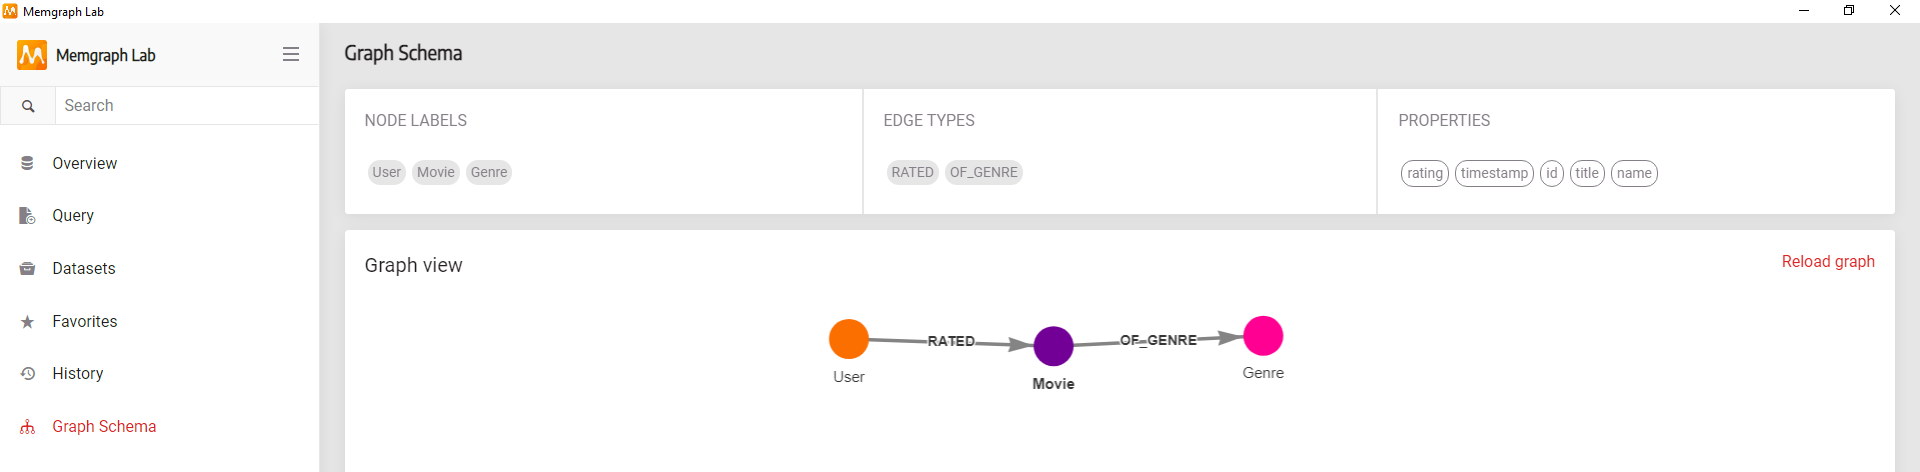 Memgraph Lab
Memgraph Lab
Search
Overview
Query
Datasets
Favorites
History
Graph Schema
Graph Schema
NODE LABELS
User Movie Genre
EDGE TYPES
RATED OF_GENRE
PROPERTIES
rating timestamp id title name
Graph view
Reload graph
RATED
OF_GENRE
User
Movie
Genre